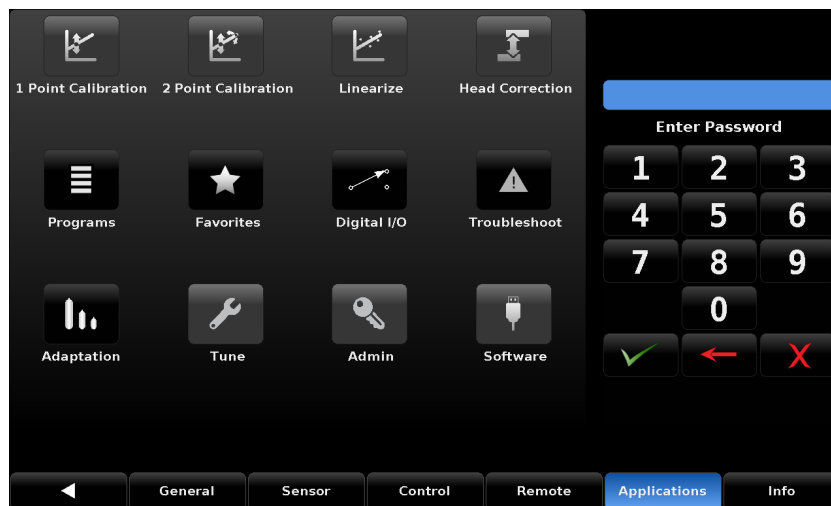 1 Point Calibration 2 Point Calibration Linearize Head Correction
Enter Password
1 2 3
Programs Favorites Digital I/O Troubleshoot
4 5 6
7 8 9
0
Adaptation Tune Admin Software
General Sensor Control Remote Applications Info